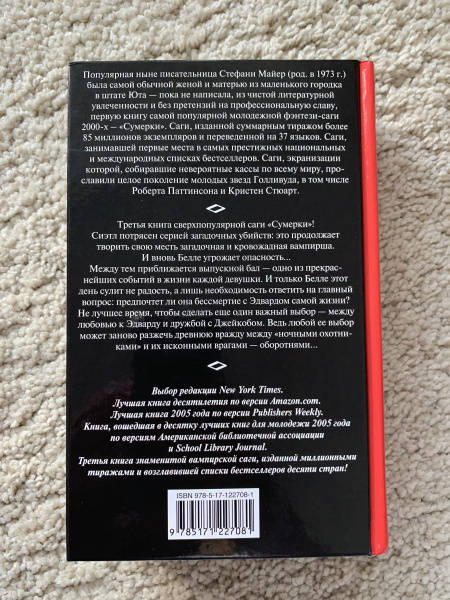 Популярная ныне писательница Стефани Майер (род. в 1973 г.)
была самой обычной женой и матерью из маленького городка
в штате Юта — пока не написала, из чистой литературной
увлеченности и без претензий на профессиональную славу,
первую книгу самой популярной молодежной фэнтези-саги
2000-х — «Сумерки». Саги, изданной суммарным тиражом более
85 миллионов экземпляров и переведенной на 37 языков. Саги,
занимавшей первые места в самых престижных национальных
и международных списках бестселлеров. Саги, экранизации
которой, собиравшие невероятные кассы по всему миру, про-
славили целое поколение молодых звезд Голливуда, в том числе
Роберта Паттинсона и Кристен Стюарт.
Третья книга сверхпопулярной саги «Сумерки»!
Сиэтл потрясен серией загадочных убийств: это продолжает
творить свою месть загадочная и кровожадная вампирша.
И вновь Белле угрожает опасность...
Между тем приближается выпускной бал — одно из прекрас-
нейших событий в жизни каждой девушки. И только Белле этот
день сулит не радость, а лишь необходимость ответить на главный
вопрос: предпочтет ли она бессмертие с Эдвардом самой жизни?
Не лучшее время, чтобы сделать еще один важный выбор — между
любовью к Эдварду и дружбой с Джейкобом. Ведь любой ее выбор
может заново разжечь древнюю вражду между «ночными охотни-
ками» и их исконными врагами — оборотнями...
Выбор редакции New York Times.
Лучшая книга десятилетия по версии Amazon.com.
Лучшая книга 2005 года по версии Publishers Weekly.
Книга, вошедшая в десятку лучших книг для молодежи 2005 года
по версиям Американской библиотечной ассоциации
и School Library Journal.
Третья книга знаменитой вампирской саги, изданной миллионными
тиражами и возглавившей списки бестселлеров десяти стран!
ISBN 978-5-17-122708-1
9 785171 227081